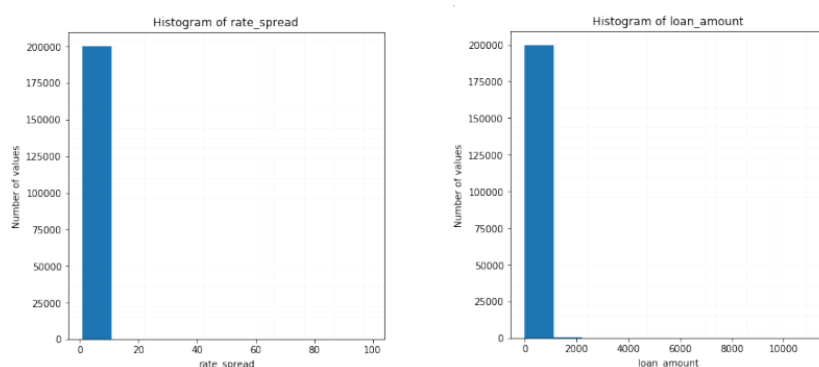 Histogram of rate_spread
200000
175000
150000
125000
100000
75000
50000
25000
0
Number of values
0 20 40 60 80 100
rate_spread
Histogram of loan_amount
200000
175000
150000
125000
100000
75000
50000
25000
0
Number of values
0 2000 4000 6000 8000 10000
loan_amount